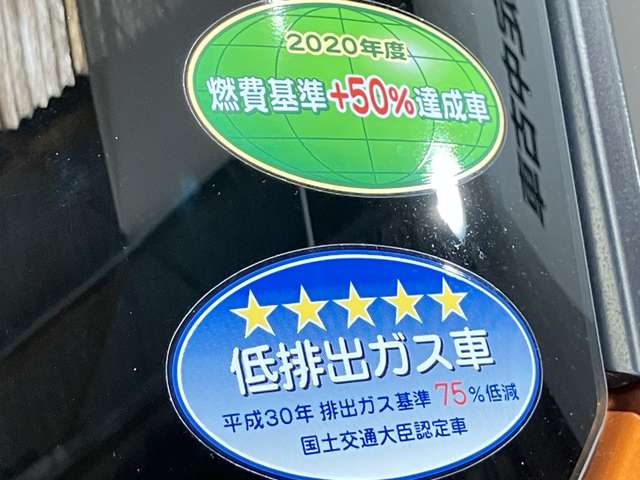 2020年度
燃費基準+50%達成車
★★★★★
低排出ガス車
平成30年 排出ガス基準 75%低減
国土交通大臣認定車